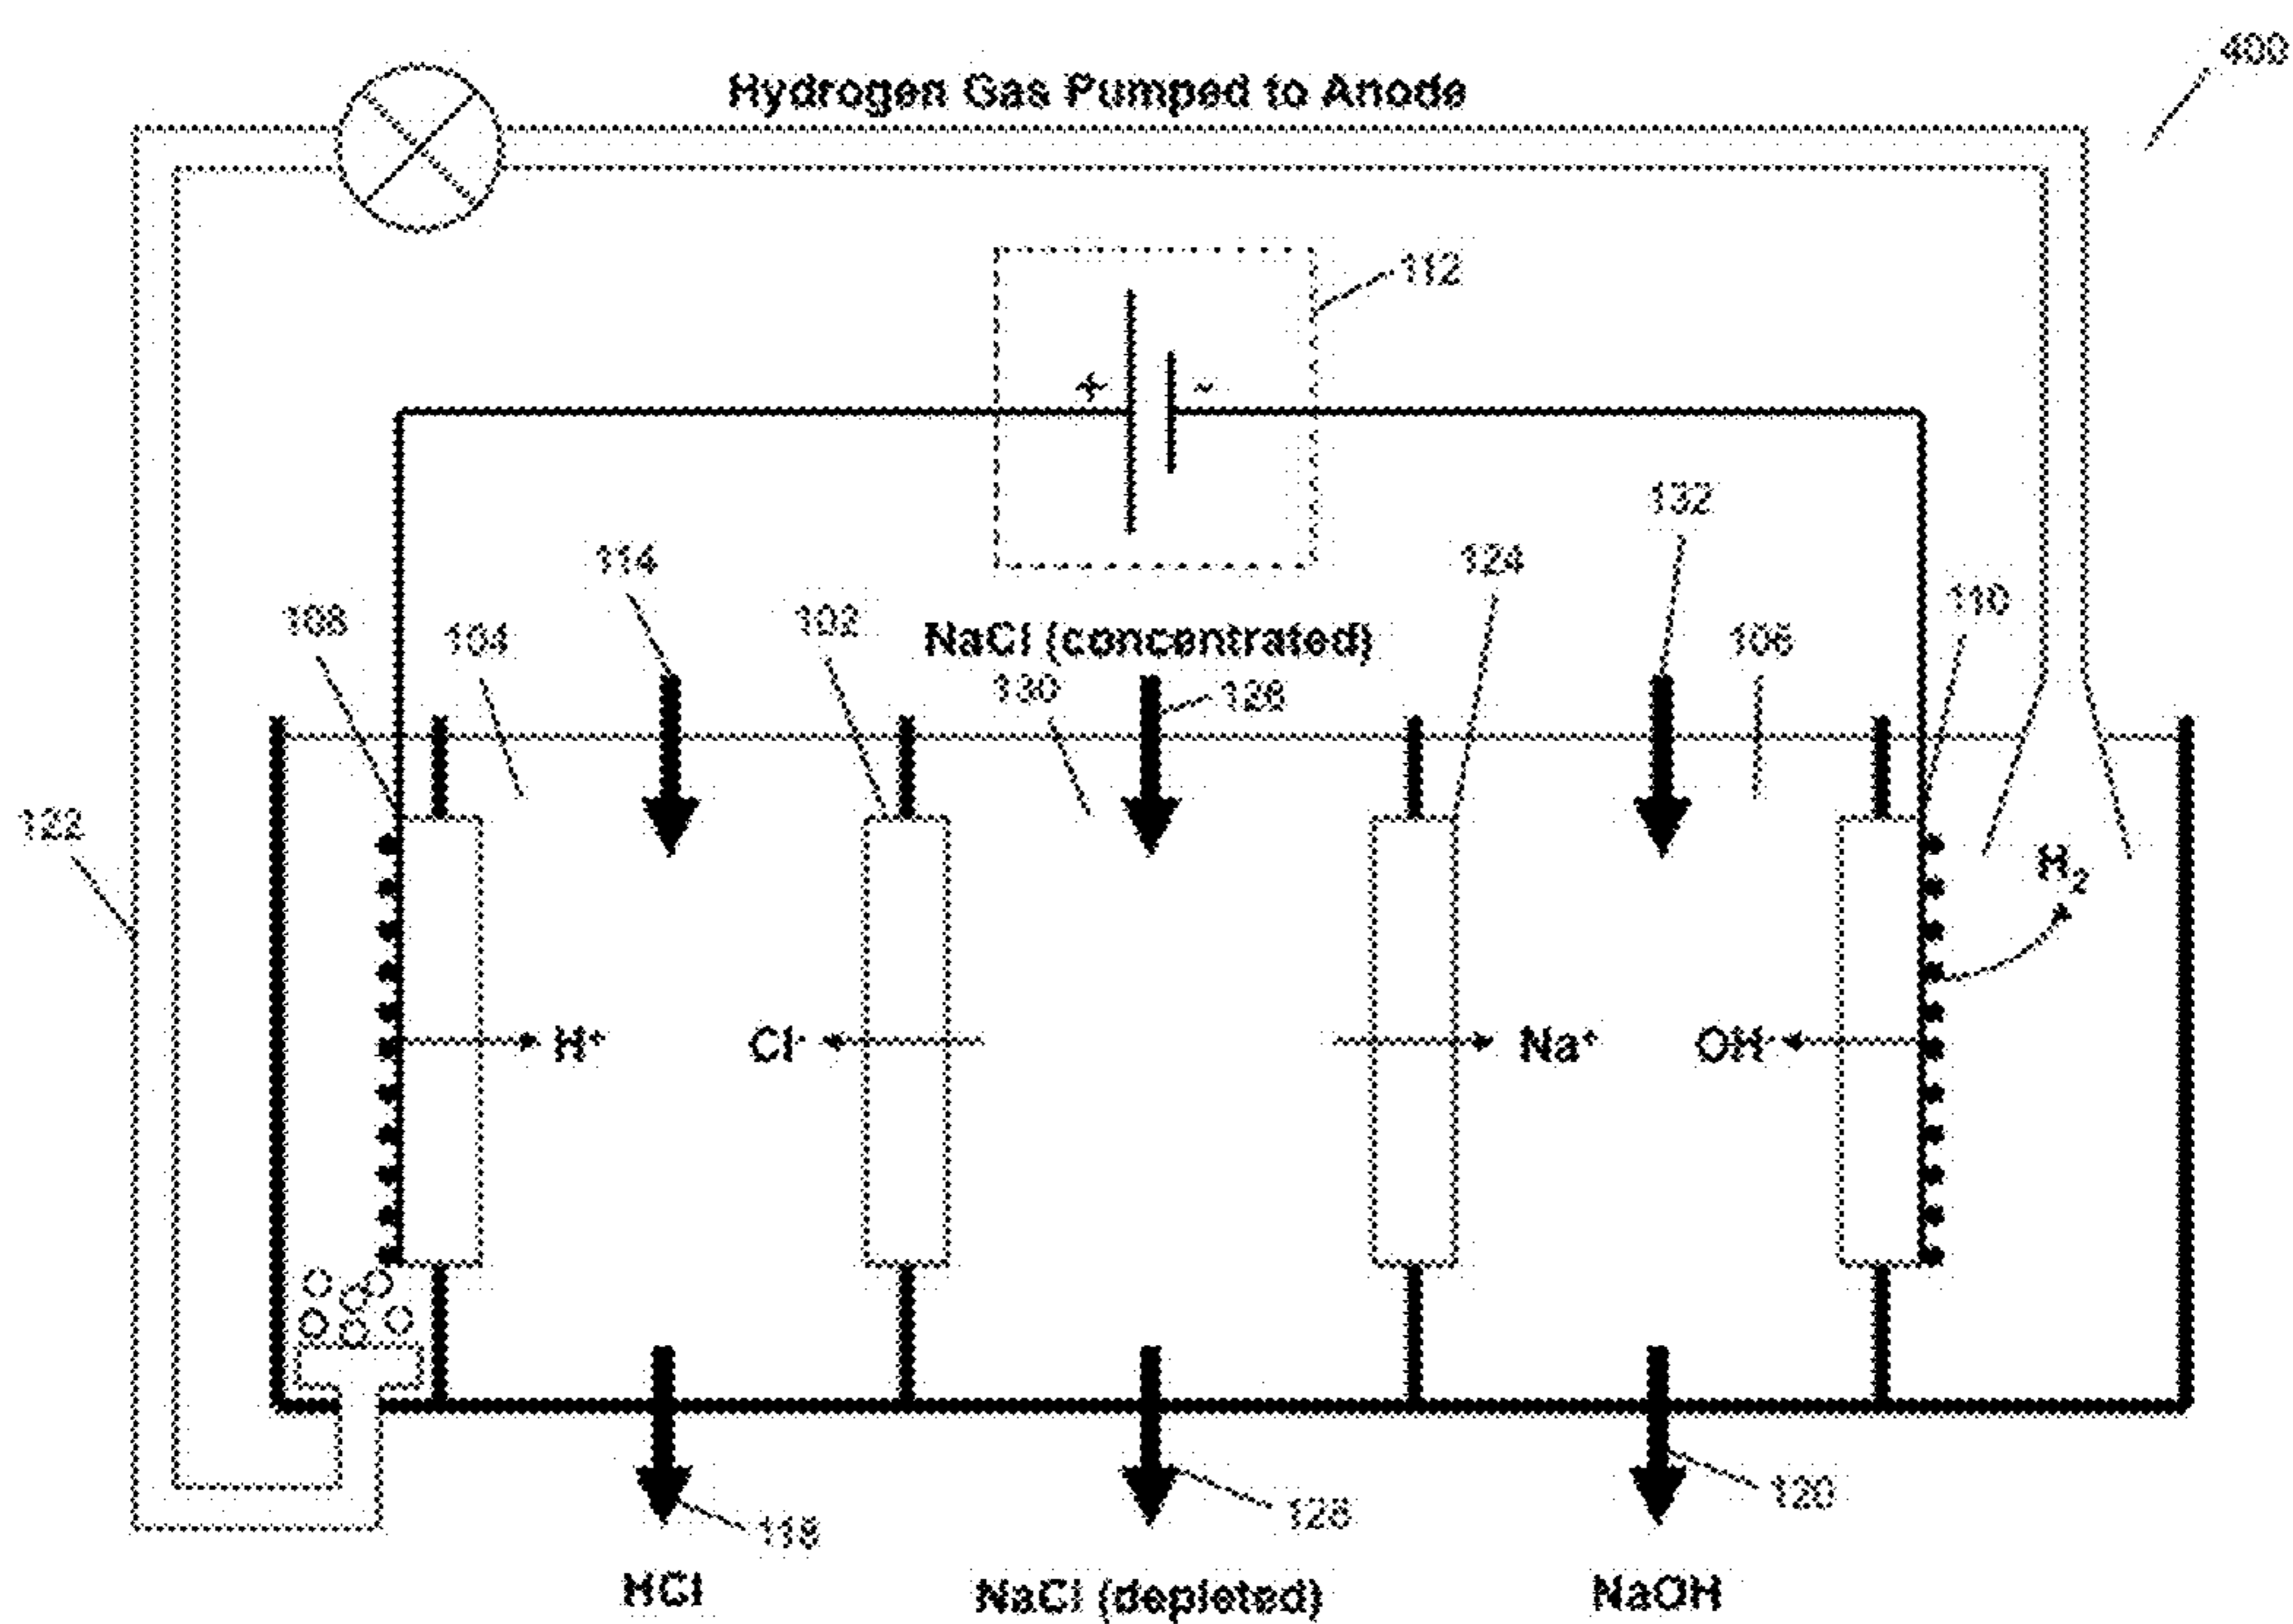 400
Hydrogen Gas Pumped to Anode
112
+ -
132
114
124
108
104
102
NaCl (concentrated)
106
110
130
128
122
H2
H+
Cl-
Na+
OH-
118
128
120
HCl
NaCl (depleted)
NaOH